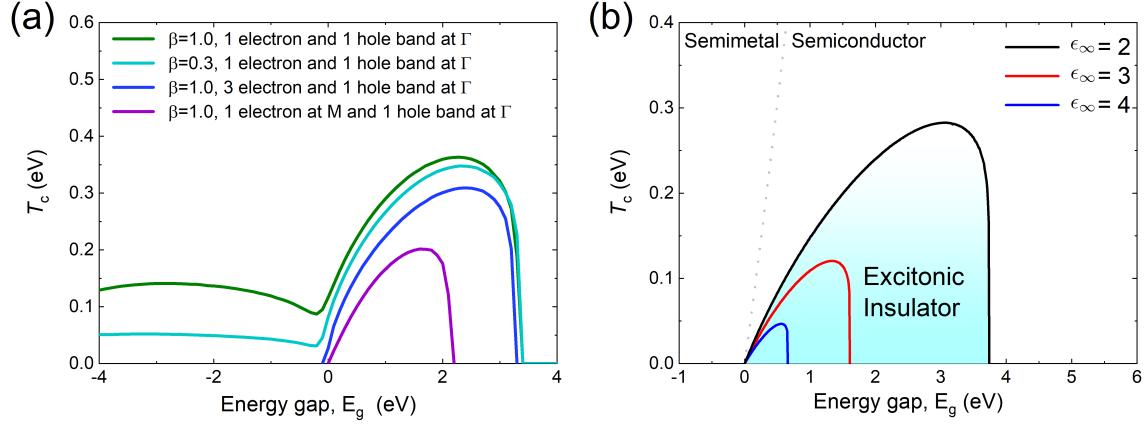 (a)
0.6
0.5
0.4
0.3
0.2
0.1
0.0
T_c (eV)
β=1.0, 1 electron and 1 hole band at Γ
β=0.3, 1 electron and 1 hole band at Γ
β=1.0, 3 electron and 1 hole band at Γ
β=1.0, 1 electron at M and 1 hole band at Γ
-4 -2 0 2 4
Energy gap, E_g (eV)
(b)
0.4
0.3
0.2
0.1
0.0
T_c (eV)
Semimetal Semiconductor
ϵ_∞ = 2
ϵ_∞ = 3
ϵ_∞ = 4
Excitonic
Insulator
-1 0 1 2 3 4 5 6
Energy gap, E_g (eV)